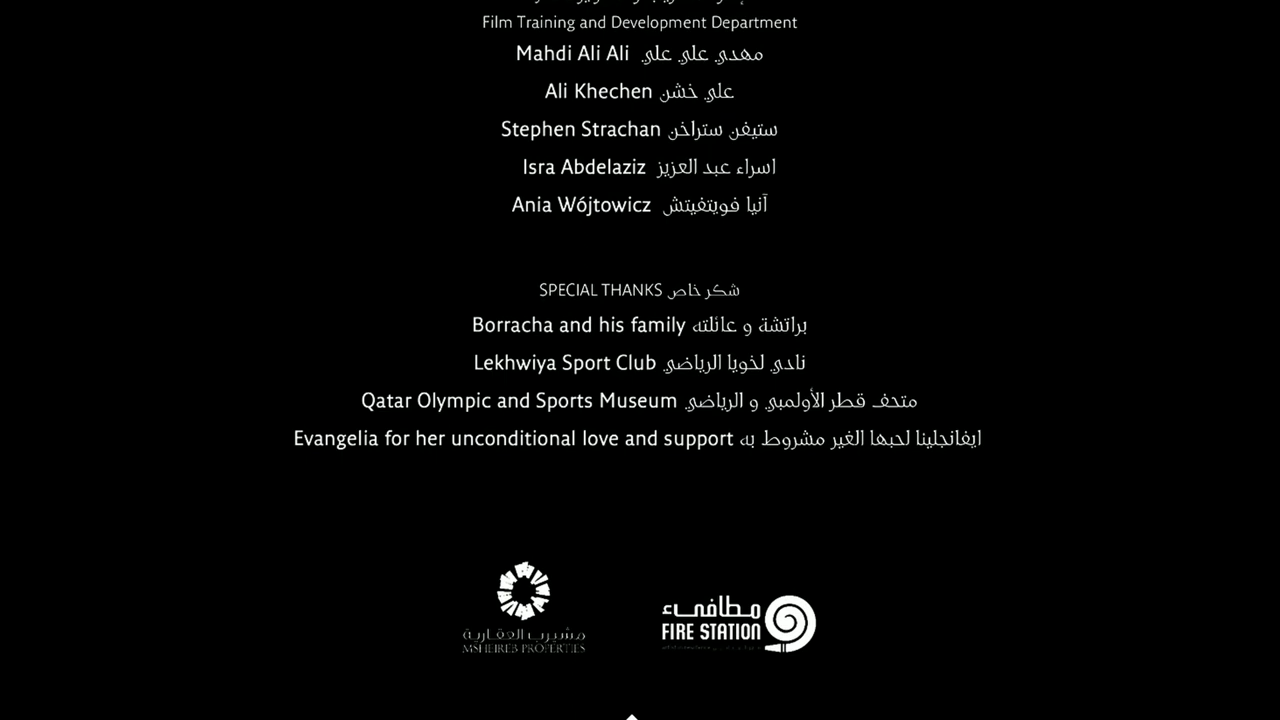 Film Training and Development Department
Mahdi Ali Ali مهدي علي علي
Ali Khechen علي خشن
Stephen Strachan ستيفن ستراخن
Isra Abdelaziz اسراء عبد العزيز
Ania Wójtowicz آنيا فويتفيتش
SPECIAL THANKS شكر خاص
Borracha and his family براتشة و عائلته
Lekhwiya Sport Club نادي لخويا الرياضي
Qatar Olympic and Sports Museum متحف قطر الأولمبي و الرياضي
Evangelia for her unconditional love and support ايفانجلينا لحبها الغير مشروط به
مشيرب العقارية
MSHEIREB PROPERTIES
مطافىء
FIRE STATION